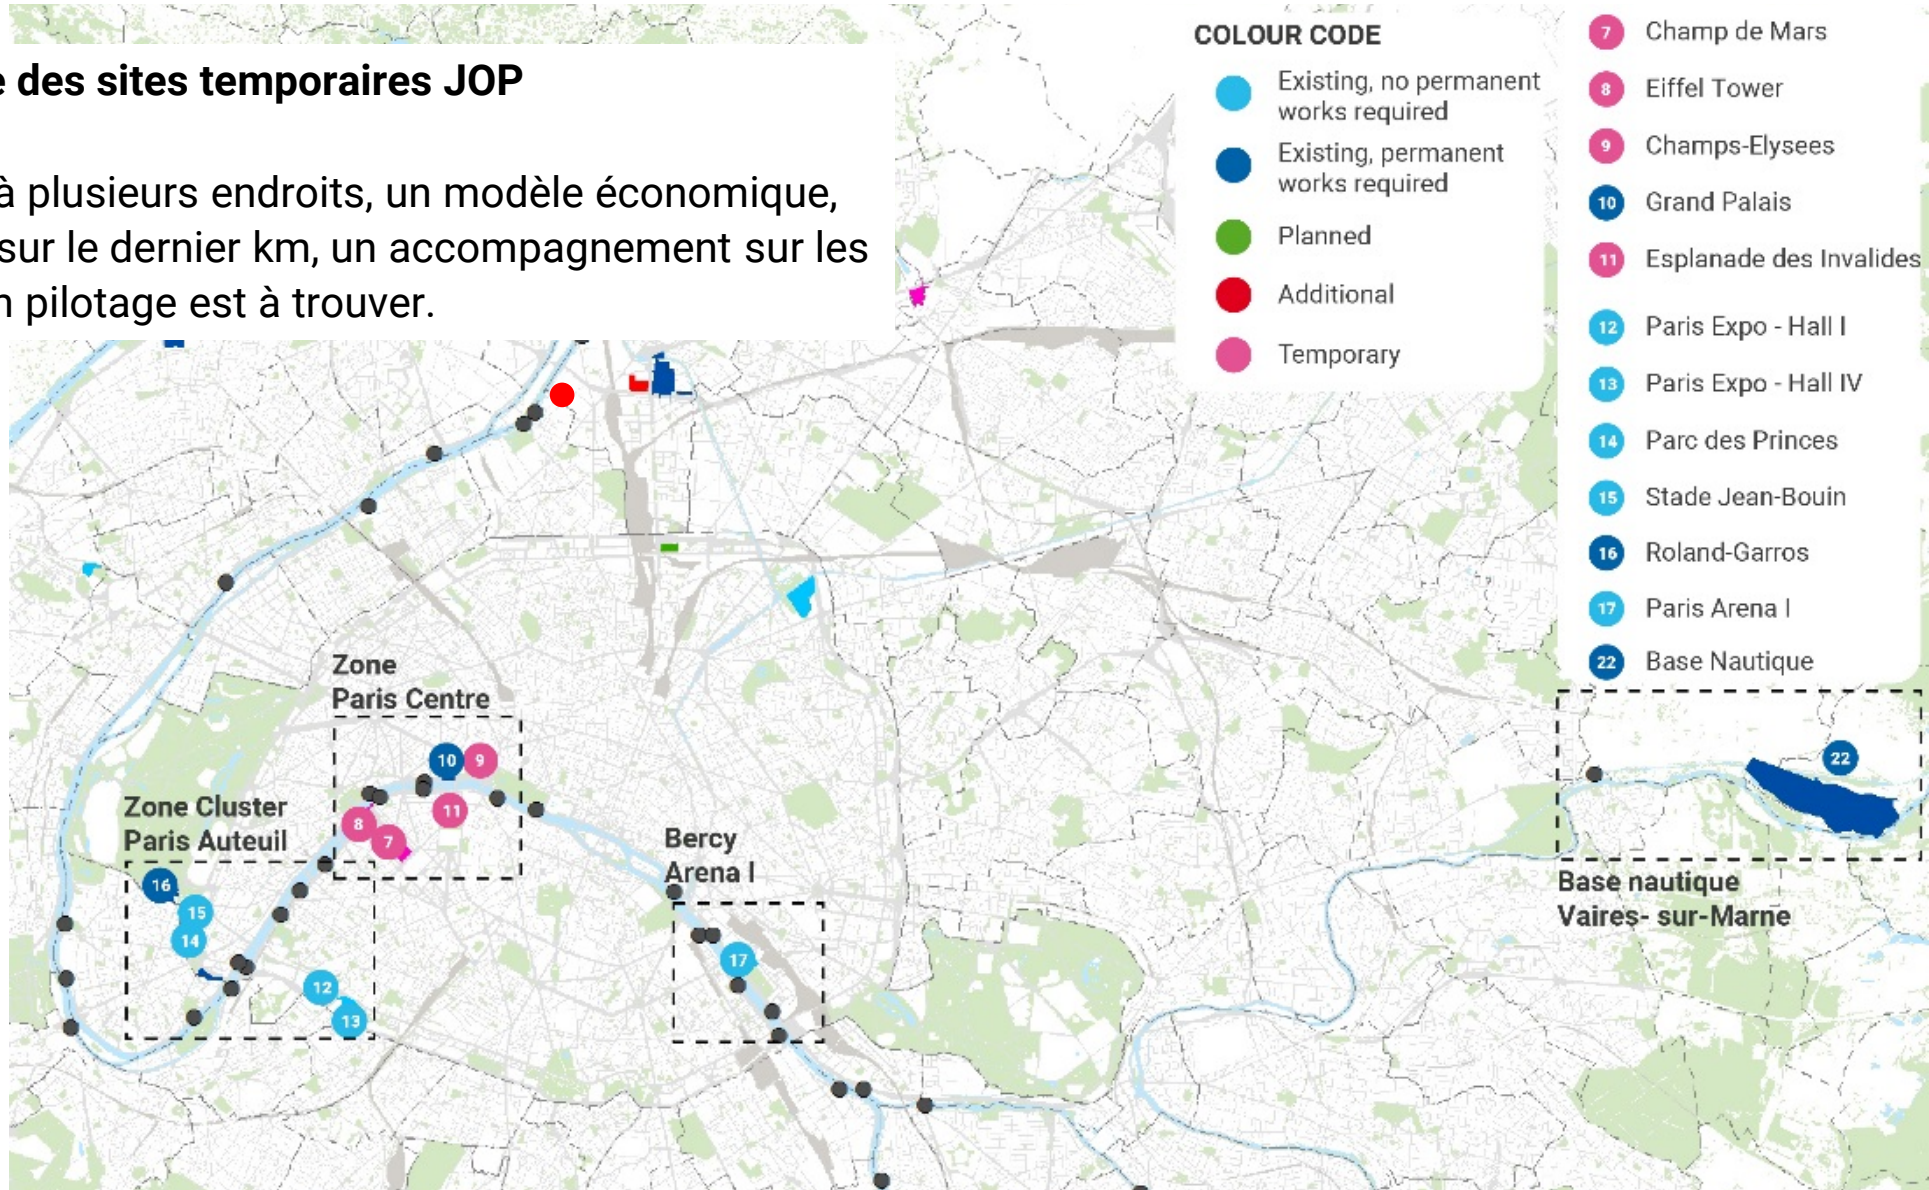 des sites temporaires JOP
à plusieurs endroits, un modèle économique,
sur le dernier km, un accompagnement sur les
pilotage est à trouver.
COLOUR CODE
Existing, no permanent
works required
Existing, permanent
works required
Planned
Additional
Temporary
7 Champ de Mars
8 Eiffel Tower
9 Champs-Elysees
10 Grand Palais
11 Esplanade des Invalides
12 Paris Expo - Hall I
13 Paris Expo - Hall IV
14 Parc des Princes
15 Stade Jean-Bouin
16 Roland-Garros
17 Paris Arena I
22 Base Nautique
Zone
Paris Centre
10 9
11
8
7
Zone Cluster
Paris Auteuil
16
15
14
12
13
Bercy
Arena I
17
22
Base nautique
Vaires- sur-Marne